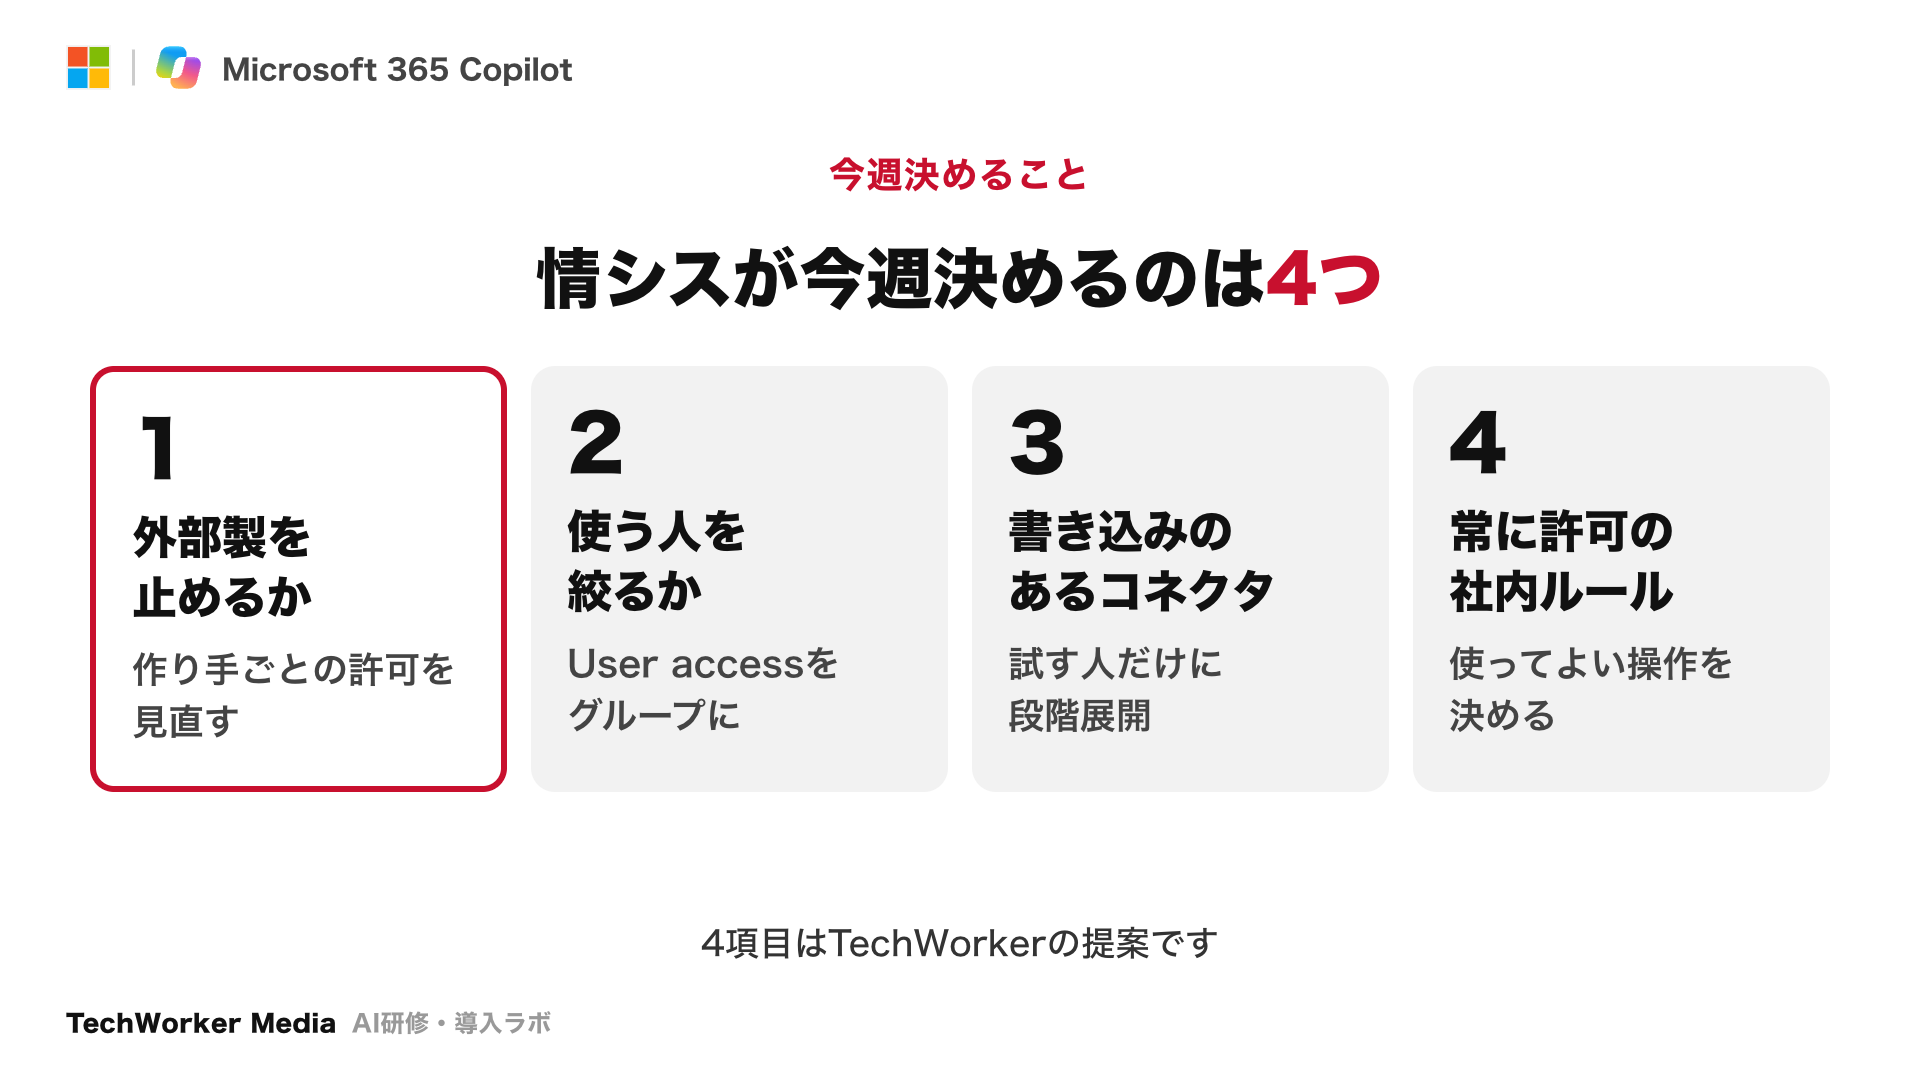 Microsoft 365 Copilot
今週決めること
情シスが今週決めるのは4つ
1
外部製を
止めるか
作り手ごとの許可を
見直す
2
使う人を
絞るか
User accessを
グループに
3
書き込みの
あるコネクタ
試す人だけに
段階展開
4
常に許可の
社内ルール
使ってよい操作を
決める
4項目はTechWorkerの提案です
TechWorker Media AI研修・導入ラボ